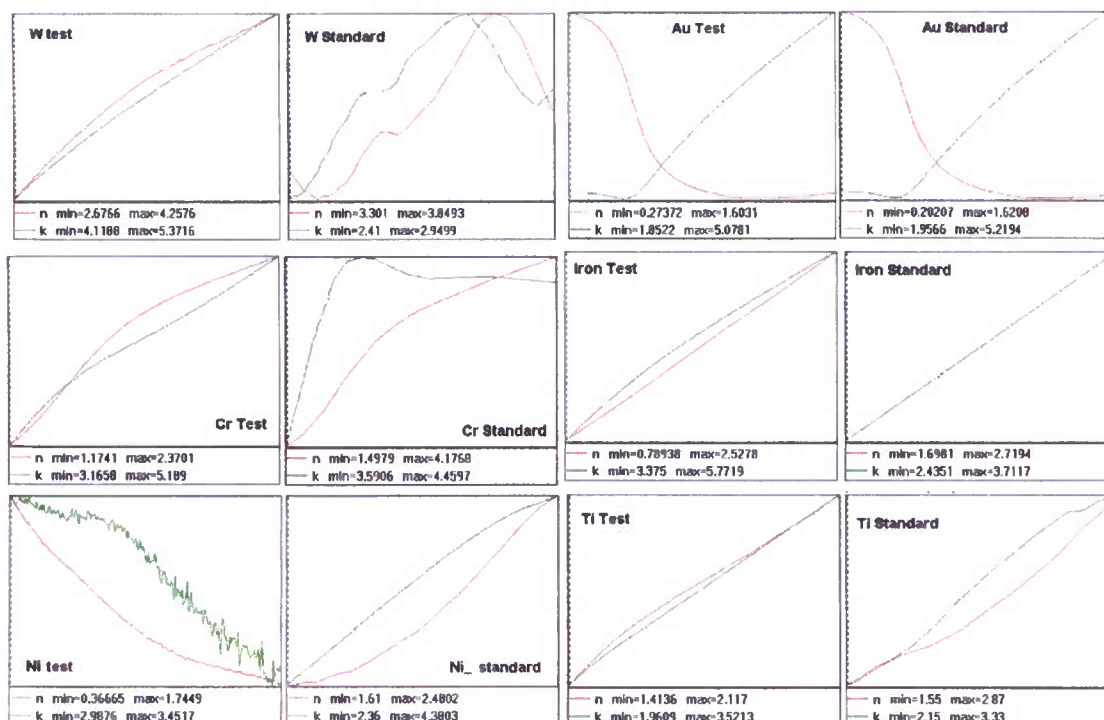 W test
n min=2.6766 max=4.2576
k min=4.1188 max=5.3716
W Standard
n min=3.301 max=3.8493
k min=2.41 max=2.9499
Au Test
n min=0.27372 max=1.6031
k min=1.8522 max=5.0781
Au Standard
n min=0.20207 max=1.6208
k min=1.9566 max=5.2194
Cr Test
n min=1.1741 max=2.3701
k min=3.1658 max=5.189
Cr Standard
n min=1.4979 max=4.1768
k min=3.5906 max=4.4597
Iron Test
n min=0.78938 max=2.5278
k min=3.375 max=5.7719
Iron Standard
n min=1.6981 max=2.7194
k min=2.4351 max=3.7117
Ni test
n min=0.36665 max=1.7449
k min=2.9876 max=3.4517
Ni_ standard
n min=1.61 max=2.4802
k min=2.36 max=4.3803
Ti Test
n min=1.4136 max=2.117
k min=1.9609 max=3.5213
Ti Standard
n min=1.55 max=2.87
k min=2.15 max=3.33